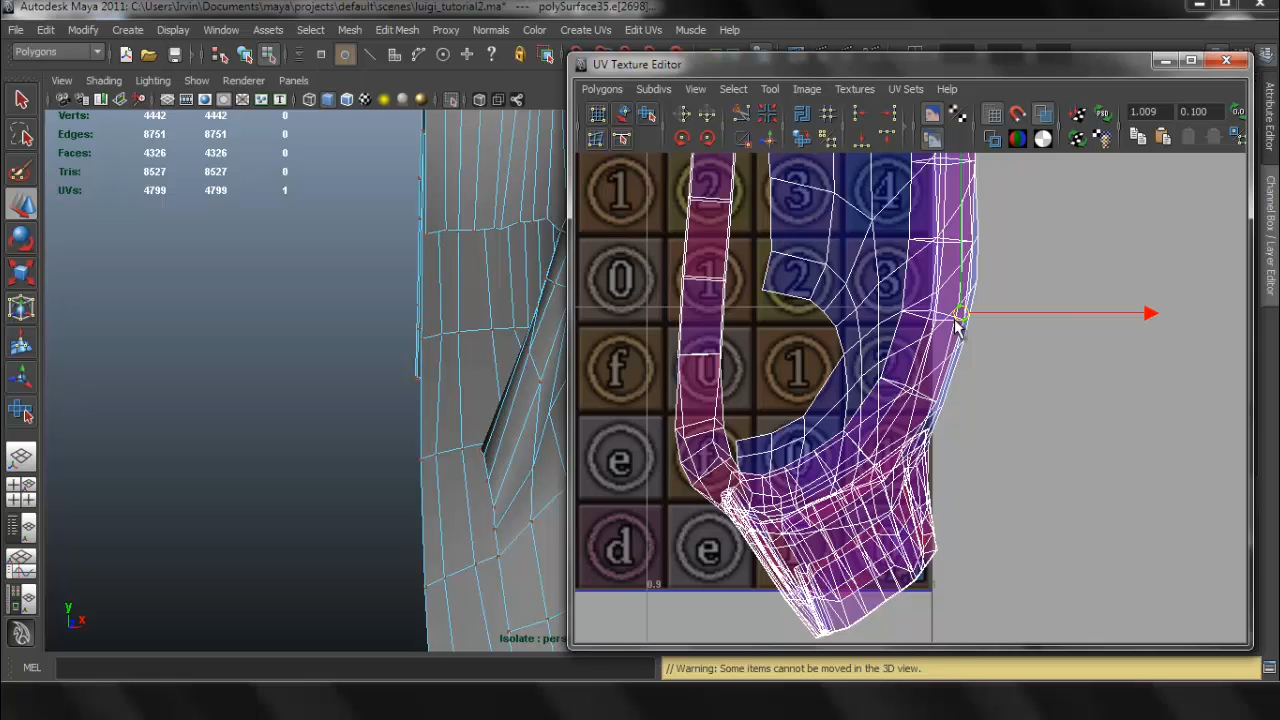 Autodesk Maya 2011: C:\Users\Irvin\Documents\maya\projects\default\scenes\luigi_tutorial2.ma* --- polySurface35.e[2698]...
File Edit Modify Create Display Window Assets Select Mesh Edit Mesh Proxy Normals Color Create UVs Edit UVs Muscle Help
Polygons
View Shading Lighting Show Renderer Panels
Verts: 4442 4442 0
Edges: 8751 8751 0
Faces: 4326 4326 0
Tris: 8527 8527 0
UVs: 4799 4799 1
UV Texture Editor
Polygons Subdivs View Select Tool Image Textures UV Sets Help
1.009 0.100
1 2 3 4
0 1 2 3
f 0 1
e
d e
0.9
y
x
Isolate : pers
Attribute Editor
Channel Box / Layer Editor
MEL
// Warning: Some items cannot be moved in the 3D view.